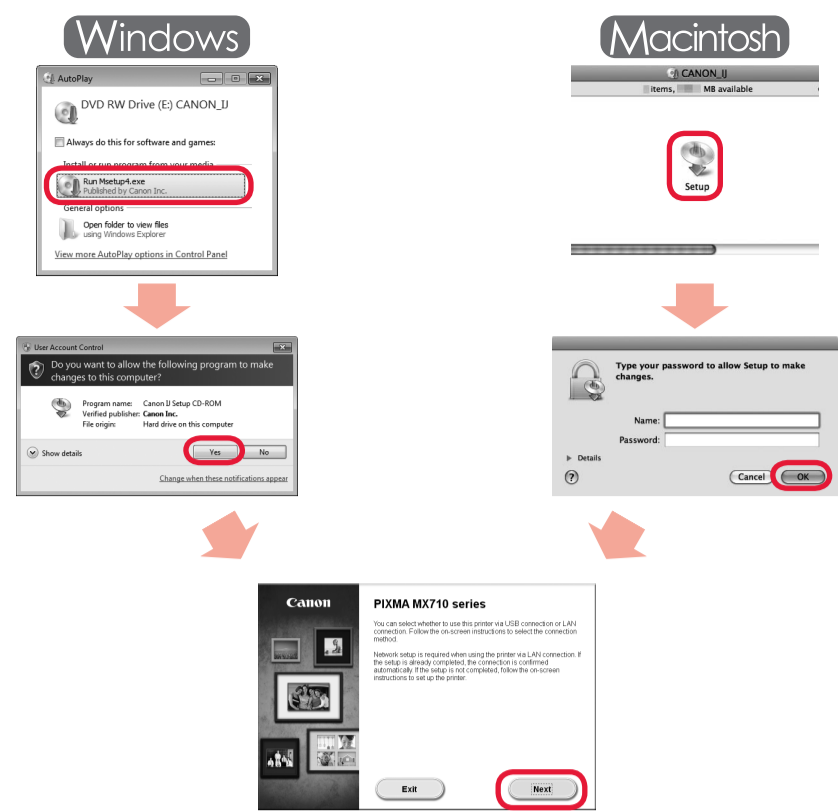 Windows
AutoPlay
DVD RW Drive (E:) CANON_IJ
Always do this for software and games:
Install or run program from your media
Run Msetup4.exe
Published by Canon Inc.
General options
Open folder to view files
using Windows Explorer
View more AutoPlay options in Control Panel
User Account Control
Do you want to allow the following program to make
changes to this computer?
Program name: Canon IJ Setup CD-ROM
Verified publisher: Canon Inc.
File origin: Hard drive on this computer
Show details
Yes
No
Change when these notifications appear
Macintosh
CANON_IJ
items, MB available
Setup
Type your password to allow Setup to make
changes.
Name:
Password:
Details
?
Cancel
OK
Canon
PIXMA MX710 series
You can select whether to use this printer via USB connection or LAN
connection. Follow the on-screen instructions to select the connection
method.
Network setup is required when using the printer via LAN connection. If
the setup is already completed, the connection is confirmed
automatically. If the setup is not completed, follow the on-screen
instructions to set up the printer.
Exit
Next